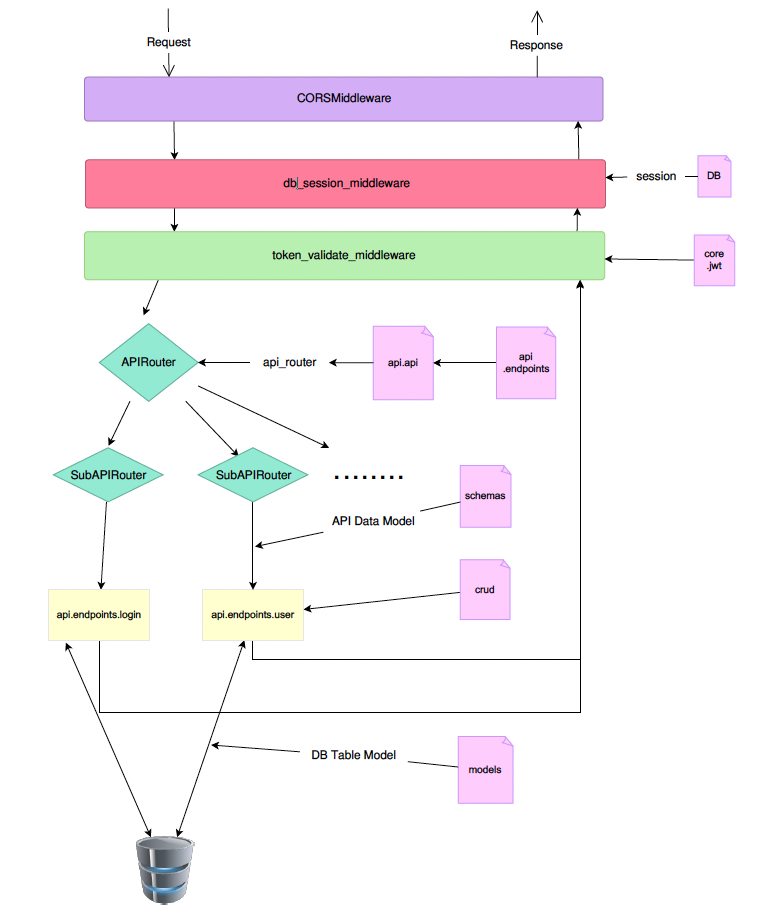 Request
Response
CORSMiddleware
db_session_middleware
session
DB
token_validate_middleware
core
.jwt
APIRouter
api_router
api.api
api
.endpoints
SubAPIRouter
SubAPIRouter
........
schemas
API Data Model
crud
api.endpoints.login
api.endpoints.user
DB Table Model
models